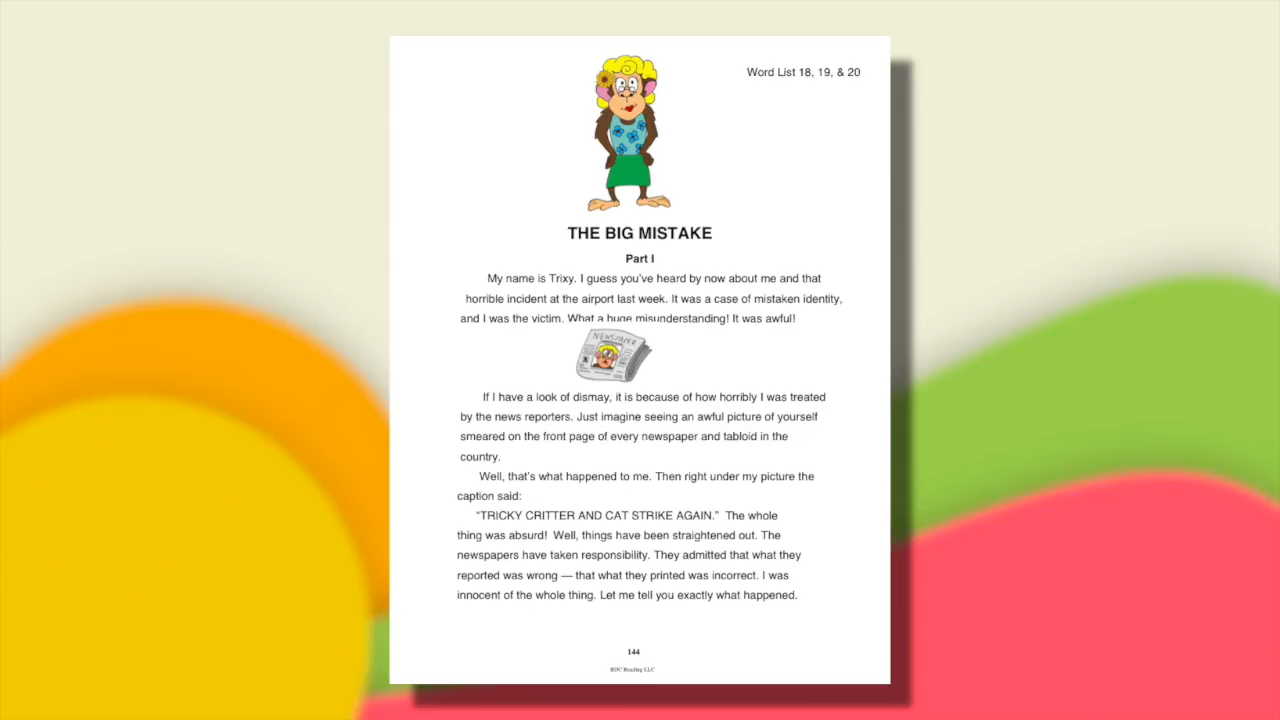 Word List 18, 19, & 20
THE BIG MISTAKE
Part I
My name is Trixy. I guess you've heard by now about me and that
horrible incident at the airport last week. It was a case of mistaken identity,
and I was the victim. What a huge misunderstanding! It was awful!
NEWSPAPER
If I have a look of dismay, it is because of how horribly I was treated
by the news reporters. Just imagine seeing an awful picture of yourself
smeared on the front page of every newspaper and tabloid in the
country.
Well, that's what happened to me. Then right under my picture the
caption said:
“TRICKY CRITTER AND CAT STRIKE AGAIN.” The whole
thing was absurd! Well, things have been straightened out. The
newspapers have taken responsibility. They admitted that what they
reported was wrong — that what they printed was incorrect. I was
innocent of the whole thing. Let me tell you exactly what happened.
144
Reading LLC